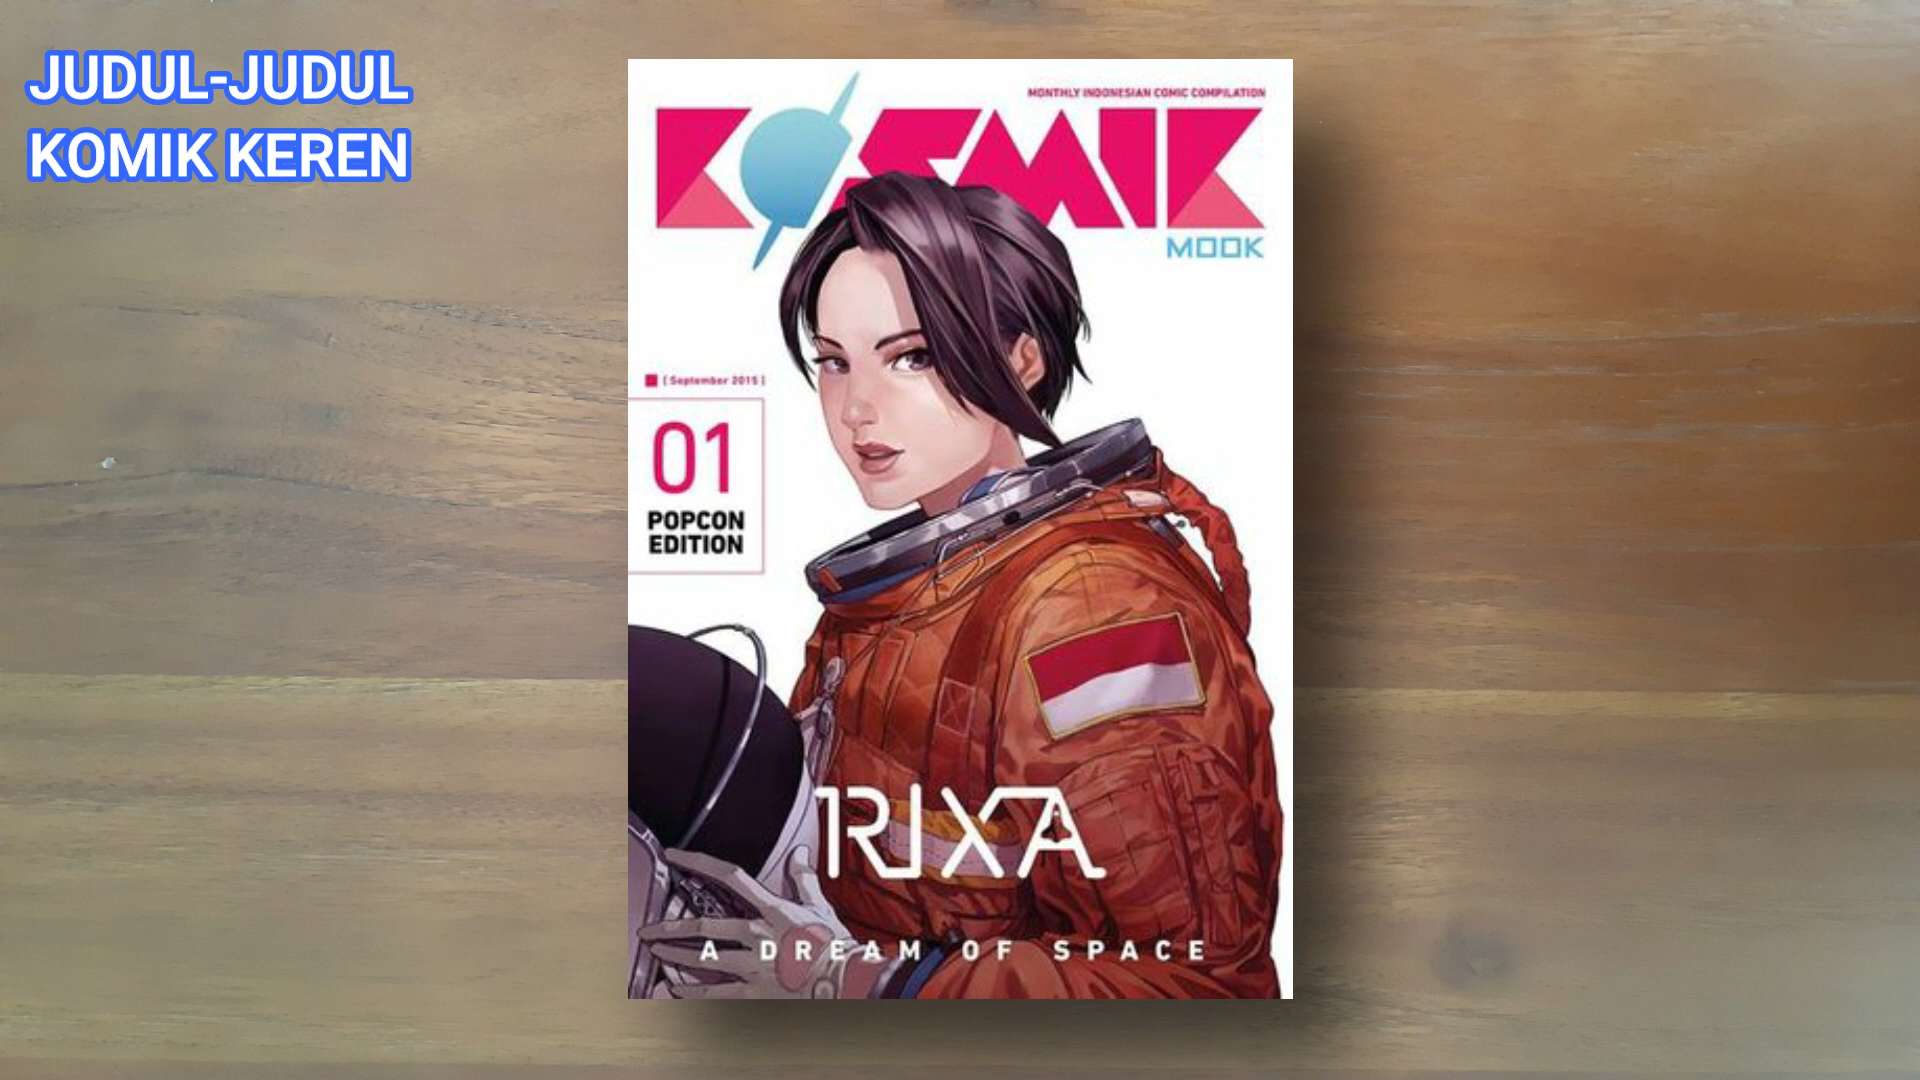 JUDUL-JUDUL
KOMIK KEREN
MONTHLY INDONESIAN COMIC COMPILATION
KOSMIK
MOOK
[ September 2015 ]
01
POPCON
EDITION
RIXA
A DREAM OF SPACE